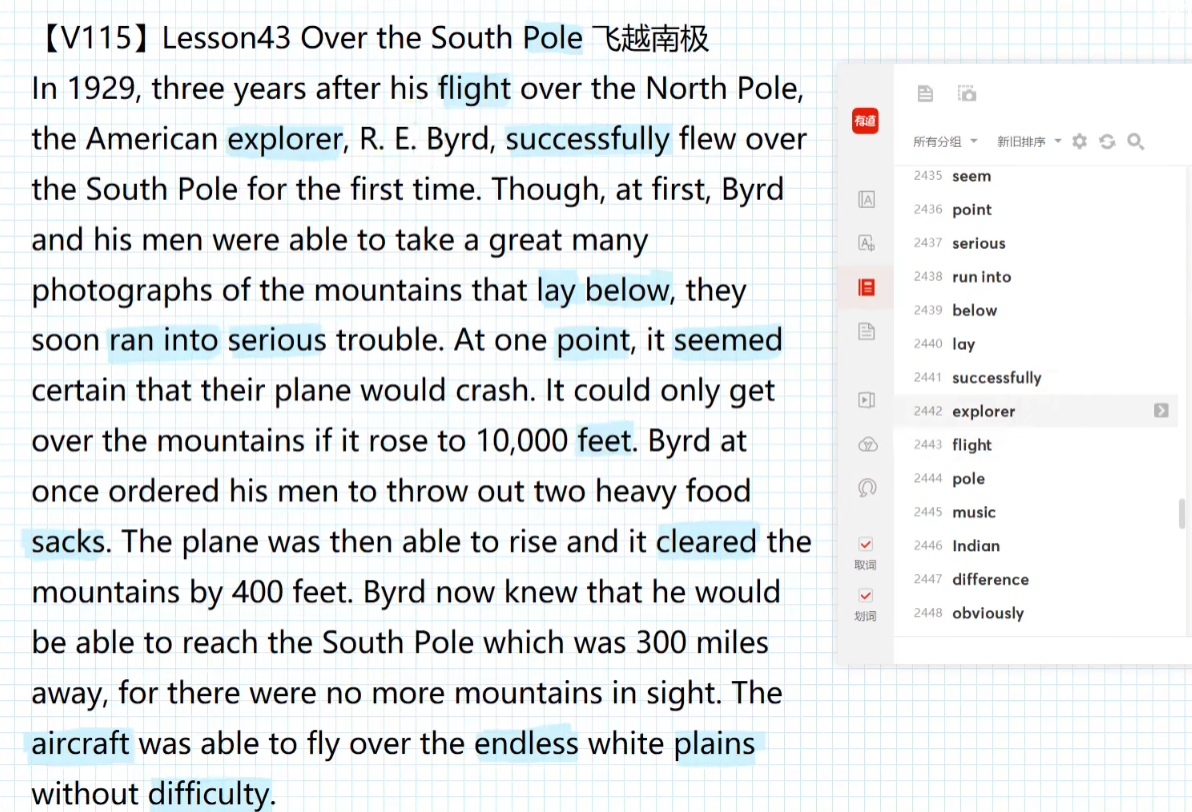 【V115】Lesson43 Over the South Pole 飞越南极
In 1929, three years after his flight over the North Pole,
the American explorer, R. E. Byrd, successfully flew over
the South Pole for the first time. Though, at first, Byrd
and his men were able to take a great many
photographs of the mountains that lay below, they
soon ran into serious trouble. At one point, it seemed
certain that their plane would crash. It could only get
over the mountains if it rose to 10,000 feet. Byrd at
once ordered his men to throw out two heavy food
sacks. The plane was then able to rise and it cleared the
mountains by 400 feet. Byrd now knew that he would
be able to reach the South Pole which was 300 miles
away, for there were no more mountains in sight. The
aircraft was able to fly over the endless white plains
without difficulty.
有道
取词
划词
所有分组 新旧排序
2435 seem
2436 point
2437 serious
2438 run into
2439 below
2440 lay
2441 successfully
2442 explorer
2443 flight
2444 pole
2445 music
2446 Indian
2447 difference
2448 obviously